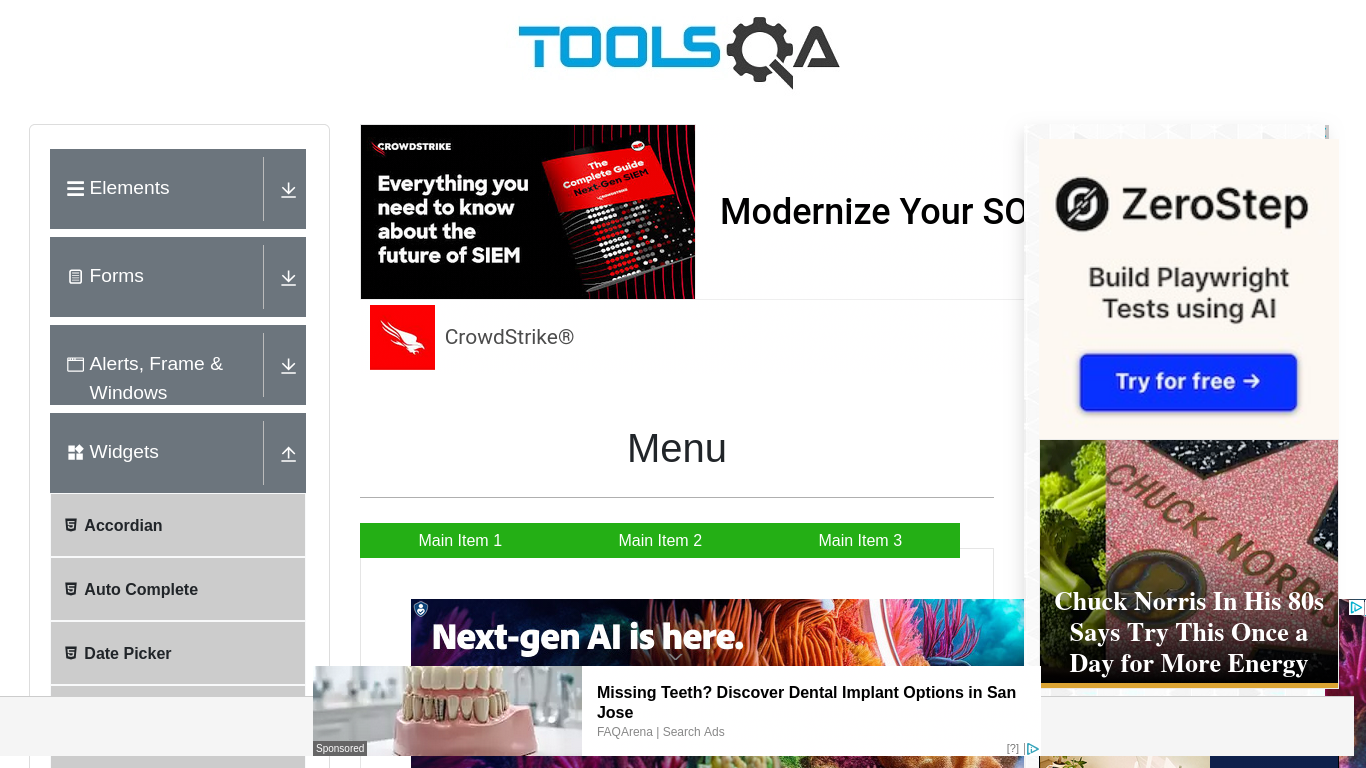 TOOLSQA
Elements
Forms
Alerts, Frame &
Windows
Widgets
Accordian
Auto Complete
Date Picker
CROWDSTRIKE
Everything you
need to know
about the
future of SIEM
The
Complete Guide
Next-Gen SIEM
Modernize Your SO
CrowdStrike®
Menu
Main Item 1
Main Item 2
Main Item 3
Next-gen AI is here.
ZeroStep
Build Playwright
Tests using AI
Try for free →
CHUCK NORRIS
Chuck Norris In His 80s
Says Try This Once a
Day for More Energy
Missing Teeth? Discover Dental Implant Options in San
Jose
FAQArena | Search Ads
Sponsored
[?]